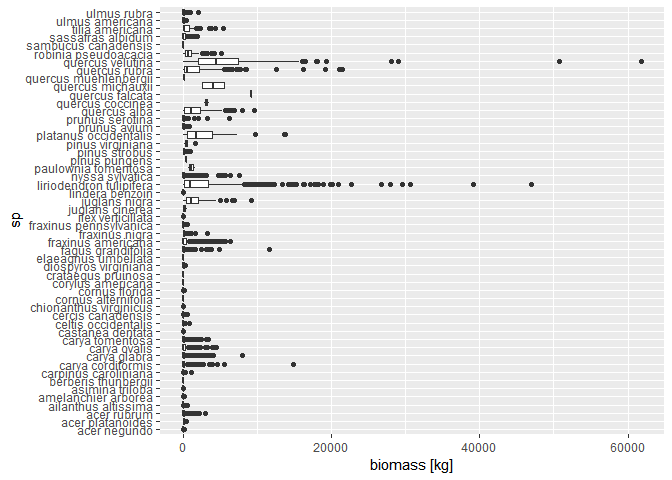 ulmus rubra
ulmus americana
tilia americana
sassafras albidum
sambucus canadensis
robinia pseudoacacia
quercus velutina
quercus rubra
quercus muehlenbergii
quercus michauxii
quercus falcata
quercus coccinea
quercus alba
prunus serotina
prunus avium
platanus occidentalis
pinus virginiana
pinus strobus
pinus pungens
paulownia tomentosa
nyssa sylvatica
liriodendron tulipifera
lindera benzoin
juglans nigra
juglans cinerea
ilex verticillata
fraxinus pennsylvanica
fraxinus nigra
fraxinus americana
fagus grandifolia
elaeagnus umbellata
diospyros virginiana
crataegus pruinosa
corylus americana
cornus florida
cornus alternifolia
chionanthus virginicus
cercis canadensis
celtis occidentalis
castanea dentata
carya tomentosa
carya ovalis
carya glabra
carya cordiformis
carpinus caroliniana
berberis thunbergii
asimina triloba
amelanchier arborea
ailanthus altissima
acer rubrum
acer platanoides
acer negundo
sp
0 20000 40000 60000
biomass [kg]